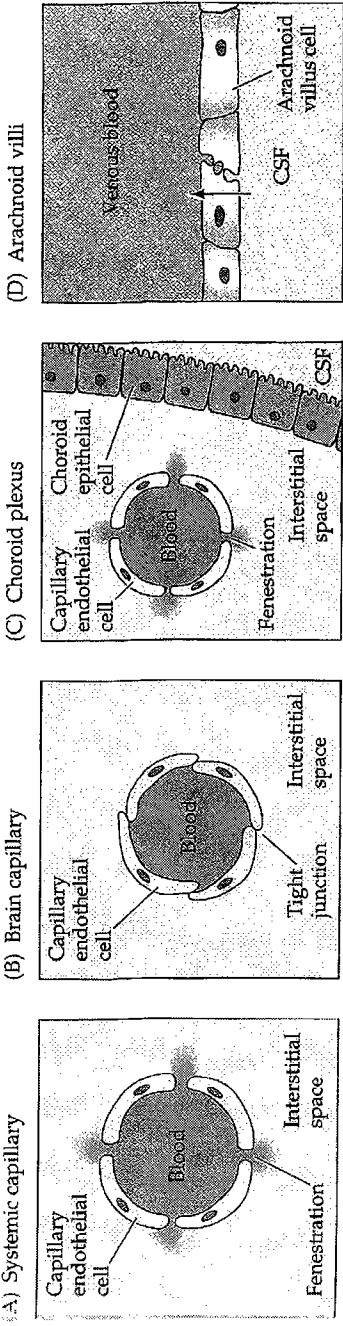 (A) Systemic capillary
Capillary
endothelial
cell
Blood
Fenestration
Interstitial
space
(B) Brain capillary
Capillary
endothelial
cell
Blood
Tight
junction
Interstitial
space
(C) Choroid plexus
Capillary
endothelial
cell
Choroid
epithelial
cell
Blood
Fenestration
Interstitial
space
CSF
(D) Arachnoid villi
Venous blood
CSF
Arachnoid
villus cell